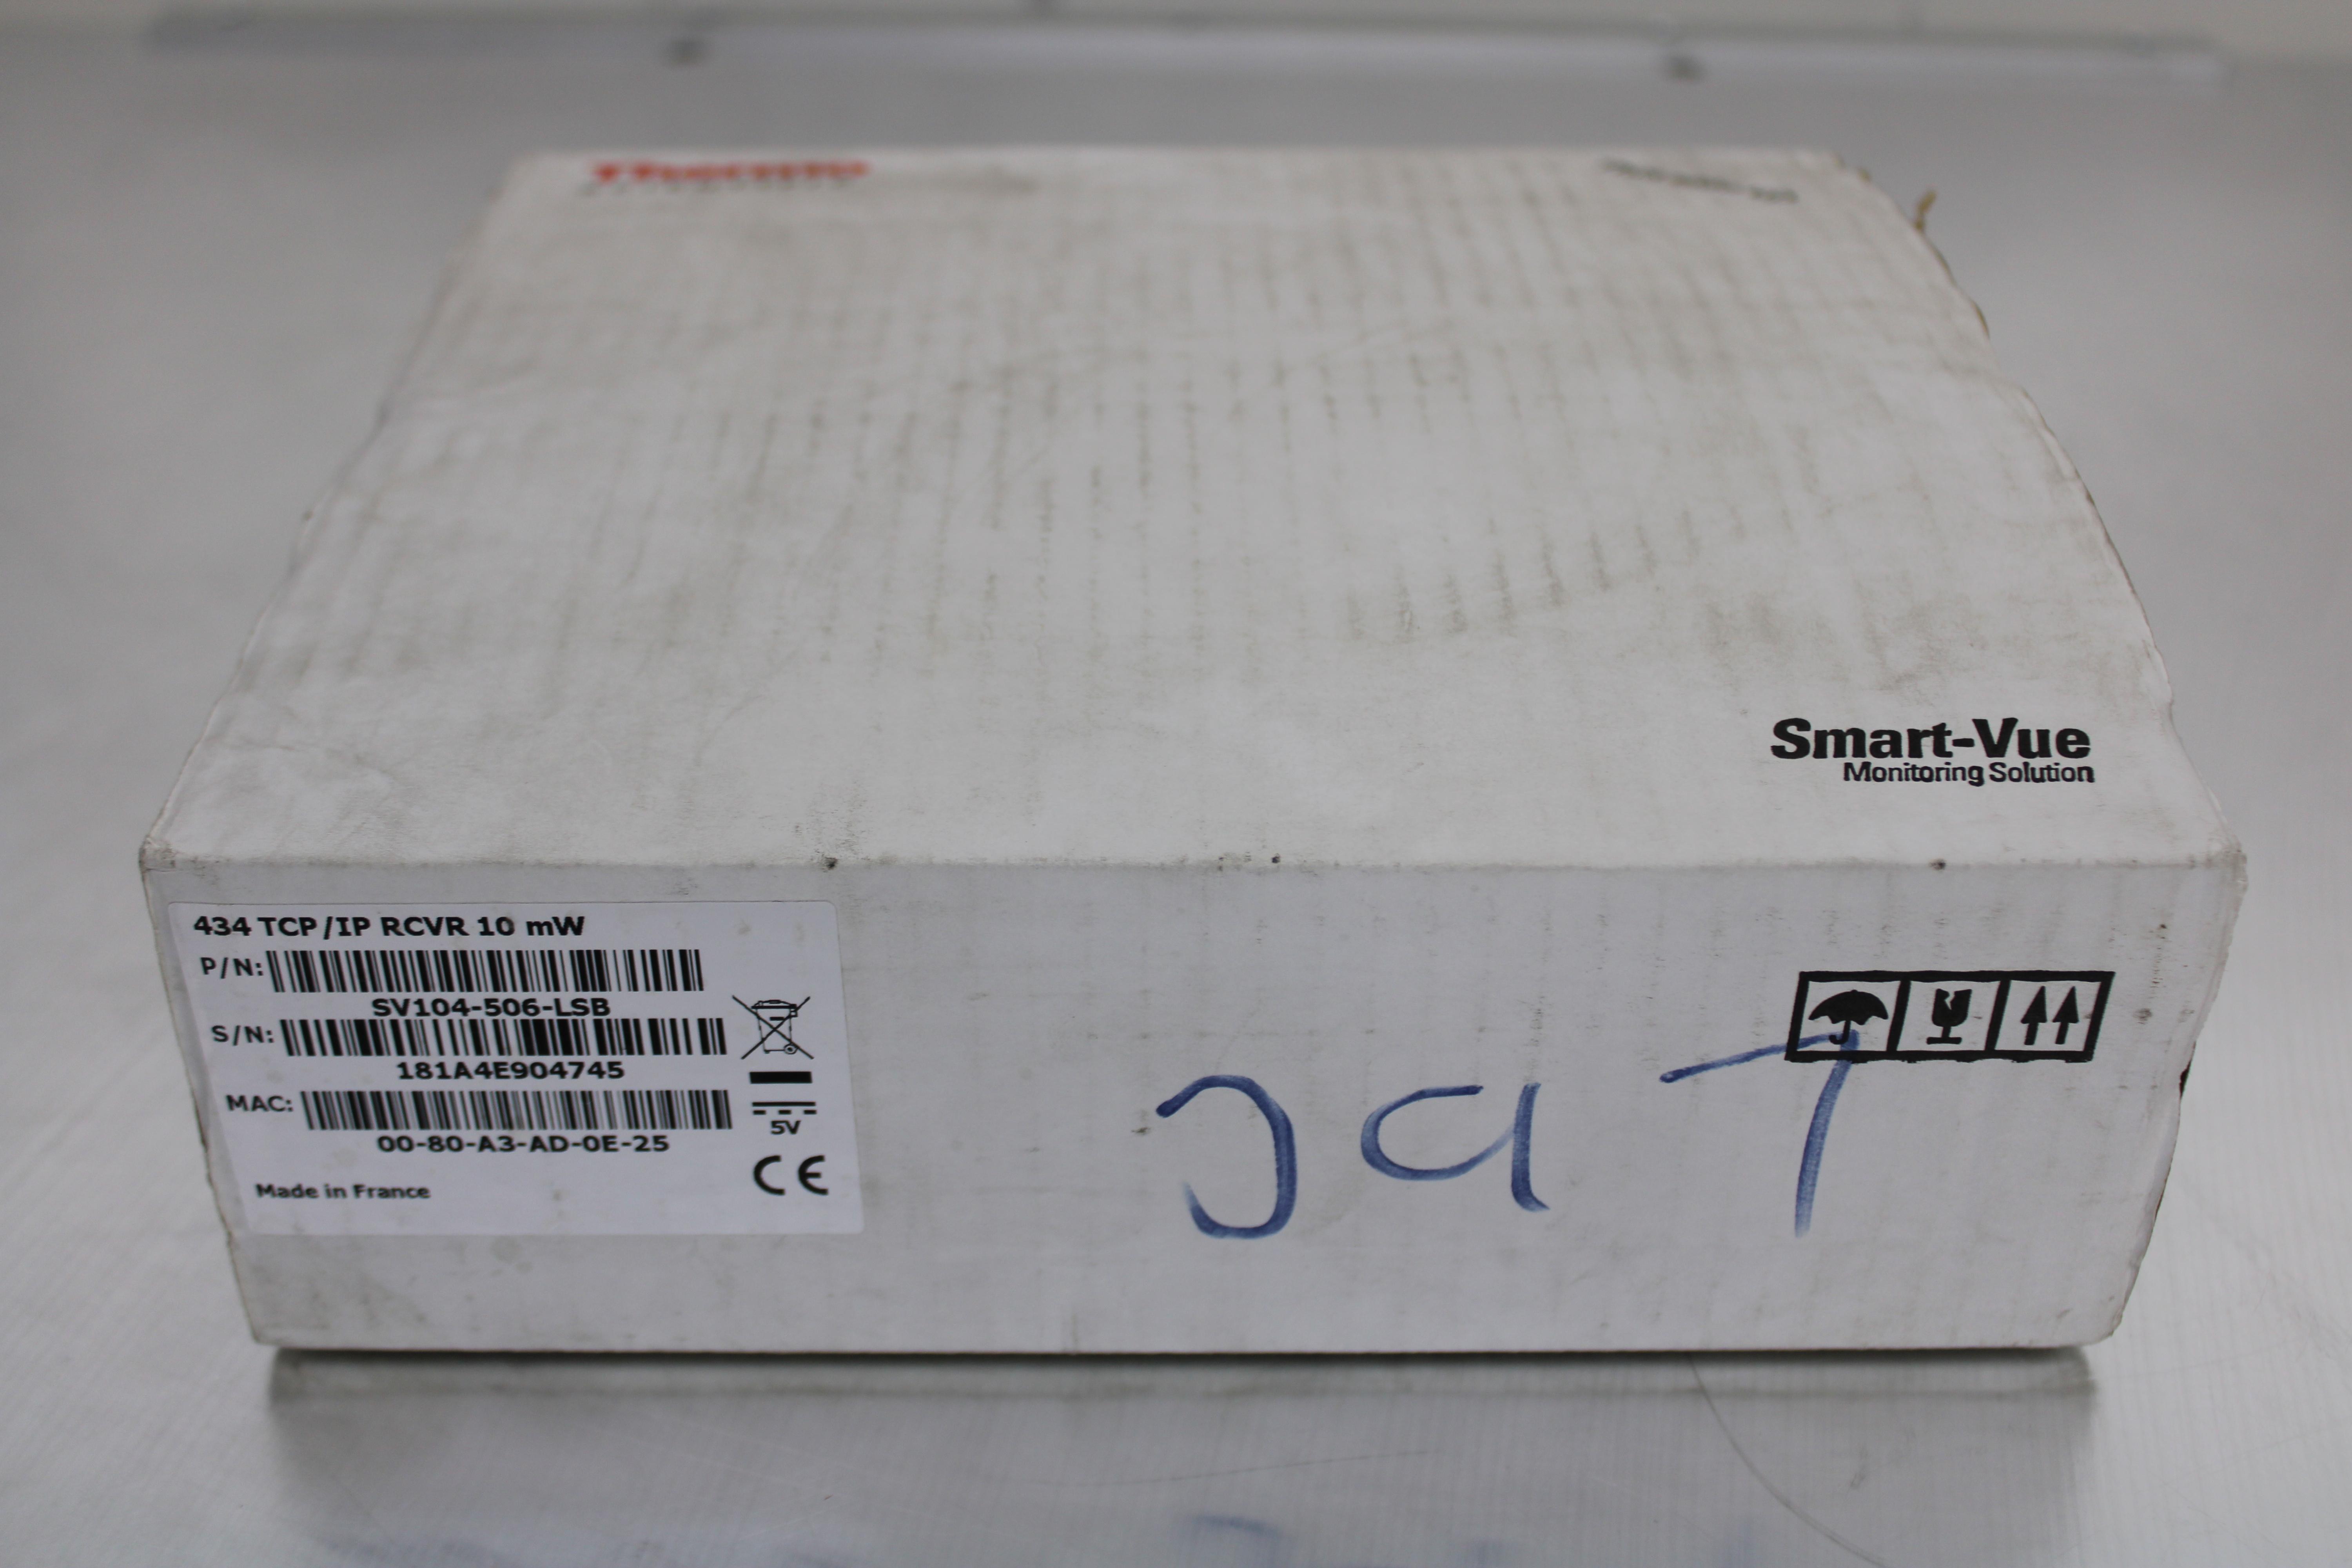 Thermo
Smart-Vue
Monitoring Solution
434 TCP/IP RCVR 10 mW
P/N:
SV104-506-LSB
S/N:
181A4E904745
MAC:
00-80-A3-AD-0E-25
5V
CE
Made in France